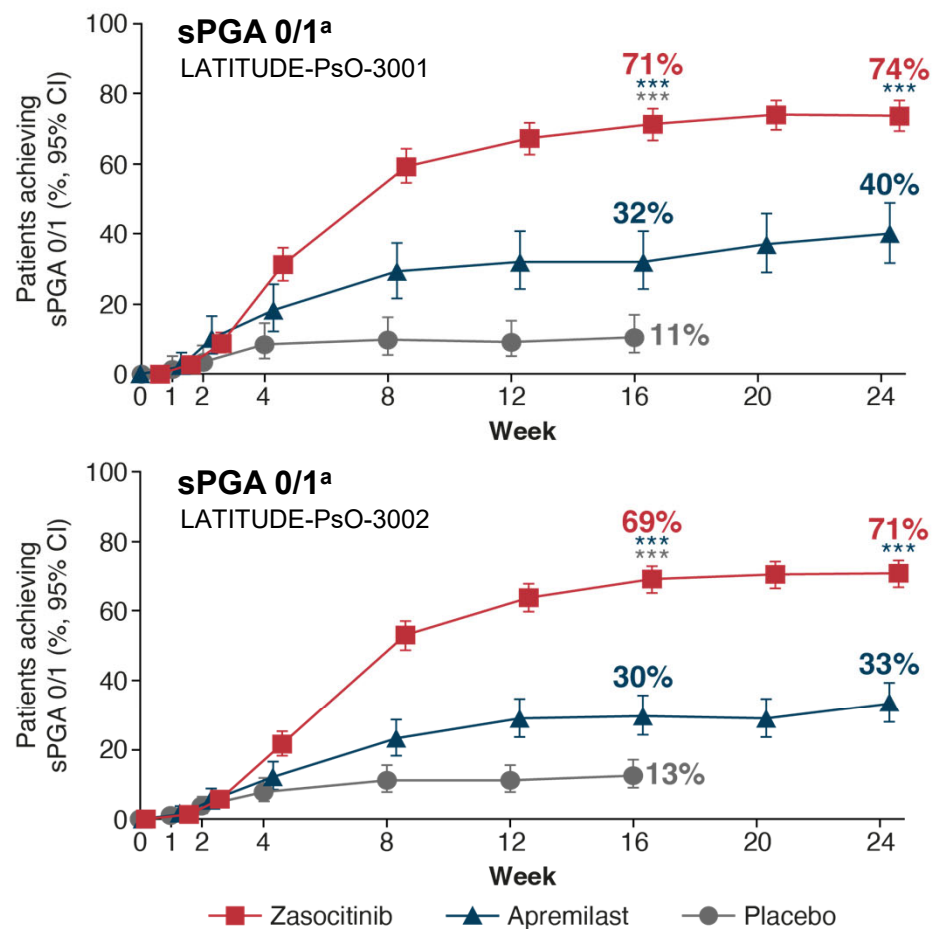 sPGA 0/1ᵃ
LATITUDE-PsO-3001
Patients achieving
sPGA 0/1 (%, 95% CI)
100
80
60
40
20
0
71%
***
***
74%
***
32%
40%
11%
0 1 2 4 8 12 16 20 24
Week
sPGA 0/1ᵃ
LATITUDE-PsO-3002
Patients achieving
sPGA 0/1 (%, 95% CI)
100
80
60
40
20
0
69%
***
***
71%
***
30%
33%
13%
0 1 2 4 8 12 16 20 24
Week
Zasocitinib Apremilast Placebo